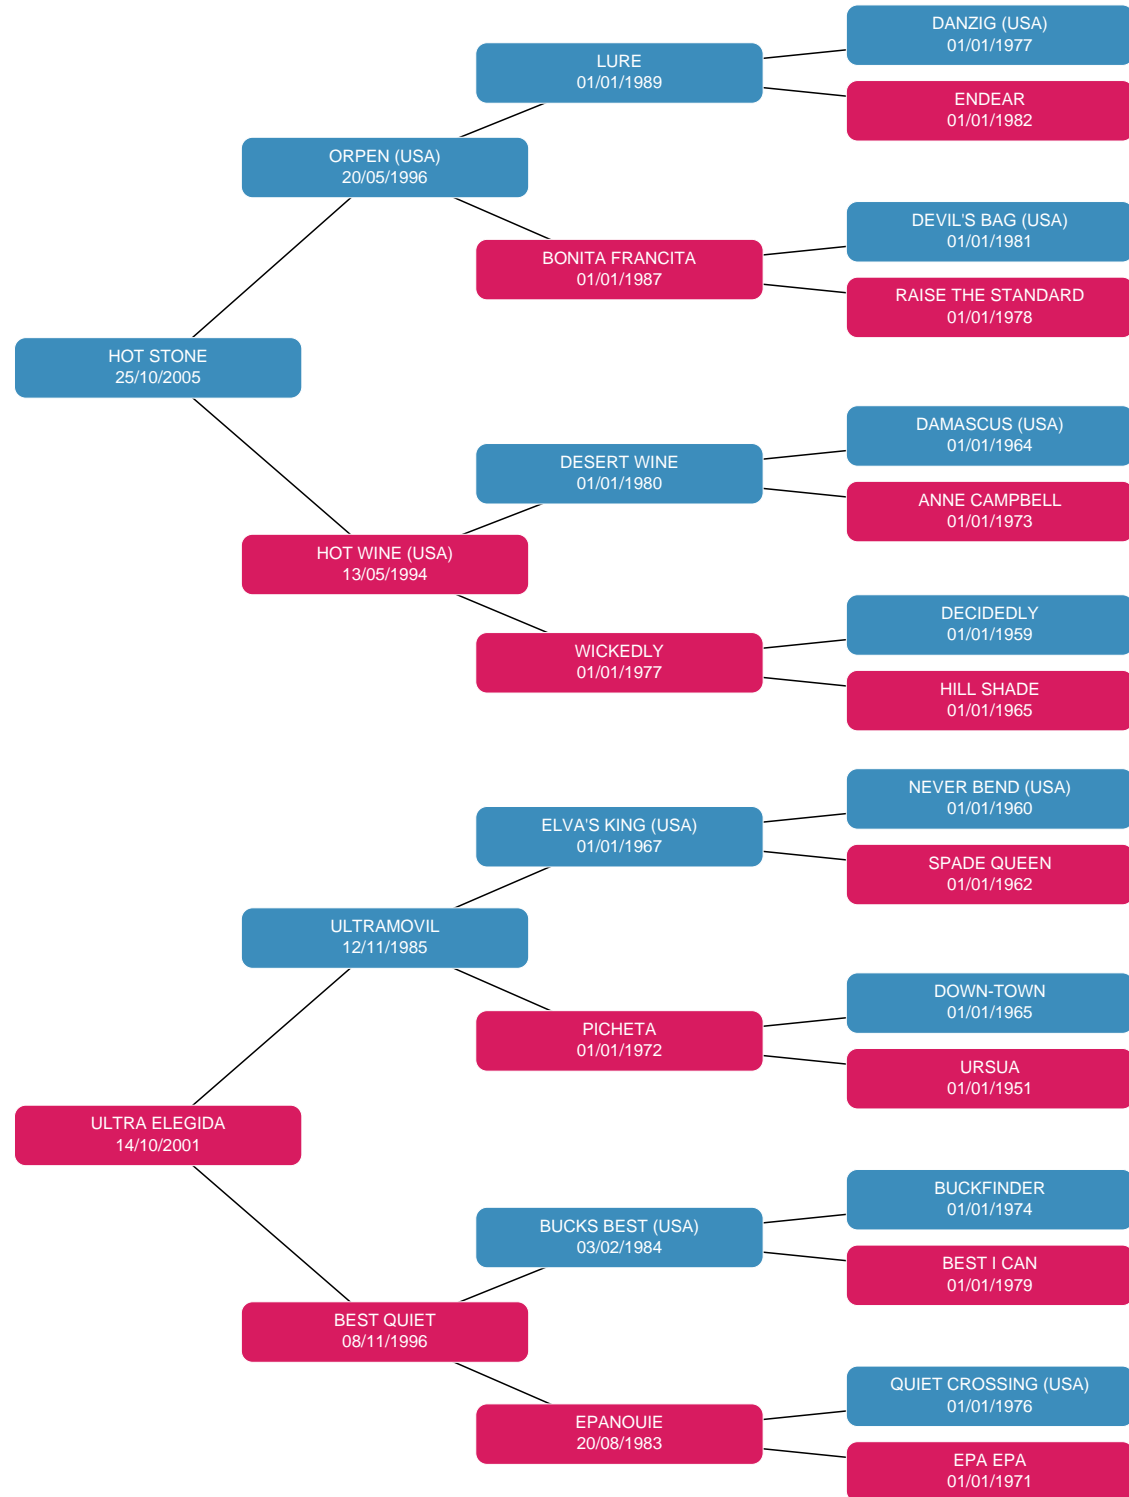 DANZIG (USA)
01/01/1977
LURE
01/01/1989
ENDEAR
01/01/1982
ORPEN (USA)
20/05/1996
DEVIL'S BAG (USA)
01/01/1981
BONITA FRANCITA
01/01/1987
RAISE THE STANDARD
01/01/1978
HOT STONE
25/10/2005
DAMASCUS (USA)
01/01/1964
DESERT WINE
01/01/1980
ANNE CAMPBELL
01/01/1973
HOT WINE (USA)
13/05/1994
DECIDEDLY
01/01/1959
WICKEDLY
01/01/1977
HILL SHADE
01/01/1965
NEVER BEND (USA)
01/01/1960
ELVA'S KING (USA)
01/01/1967
SPADE QUEEN
01/01/1962
ULTRAMOVIL
12/11/1985
DOWN-TOWN
01/01/1965
PICHETA
01/01/1972
URSUA
01/01/1951
ULTRA ELEGIDA
14/10/2001
BUCKFINDER
01/01/1974
BUCKS BEST (USA)
03/02/1984
BEST I CAN
01/01/1979
BEST QUIET
08/11/1996
QUIET CROSSING (USA)
01/01/1976
EPANOUIE
20/08/1983
EPA EPA
01/01/1971